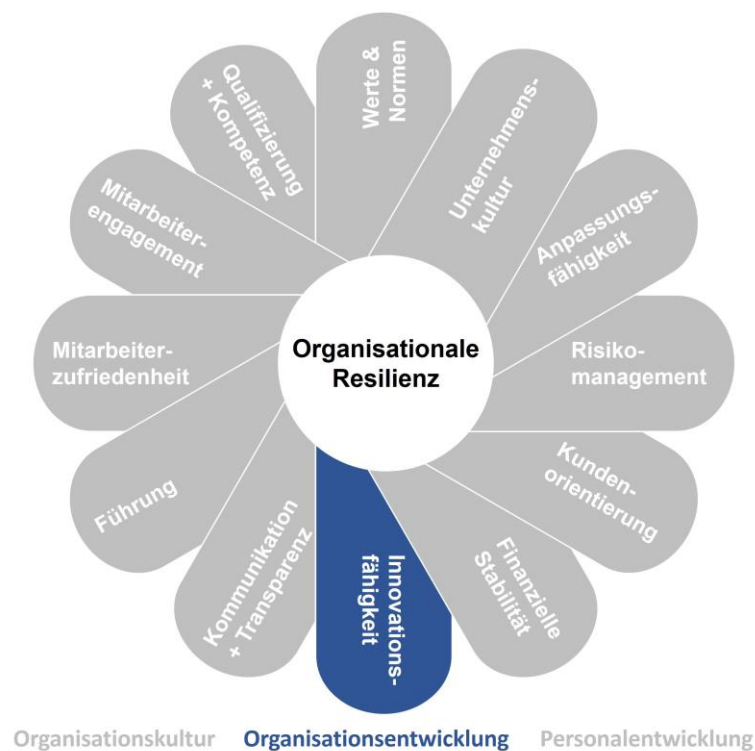 Werte &
Normen
Unternehmens-
kultur
Anpassungs-
fähigkeit
Risiko-
management
Kunden-
orientierung
Finanzielle
Stabilität
Innovations-
fähigkeit
Kommunikation
+ Transparenz
Führung
Mitarbeiter-
zufriedenheit
Mitarbeiter-
engagement
Qualifizierung
+ Kompetenz
Organisationale
Resilienz
Organisationskultur Organisationsentwicklung Personalentwicklung